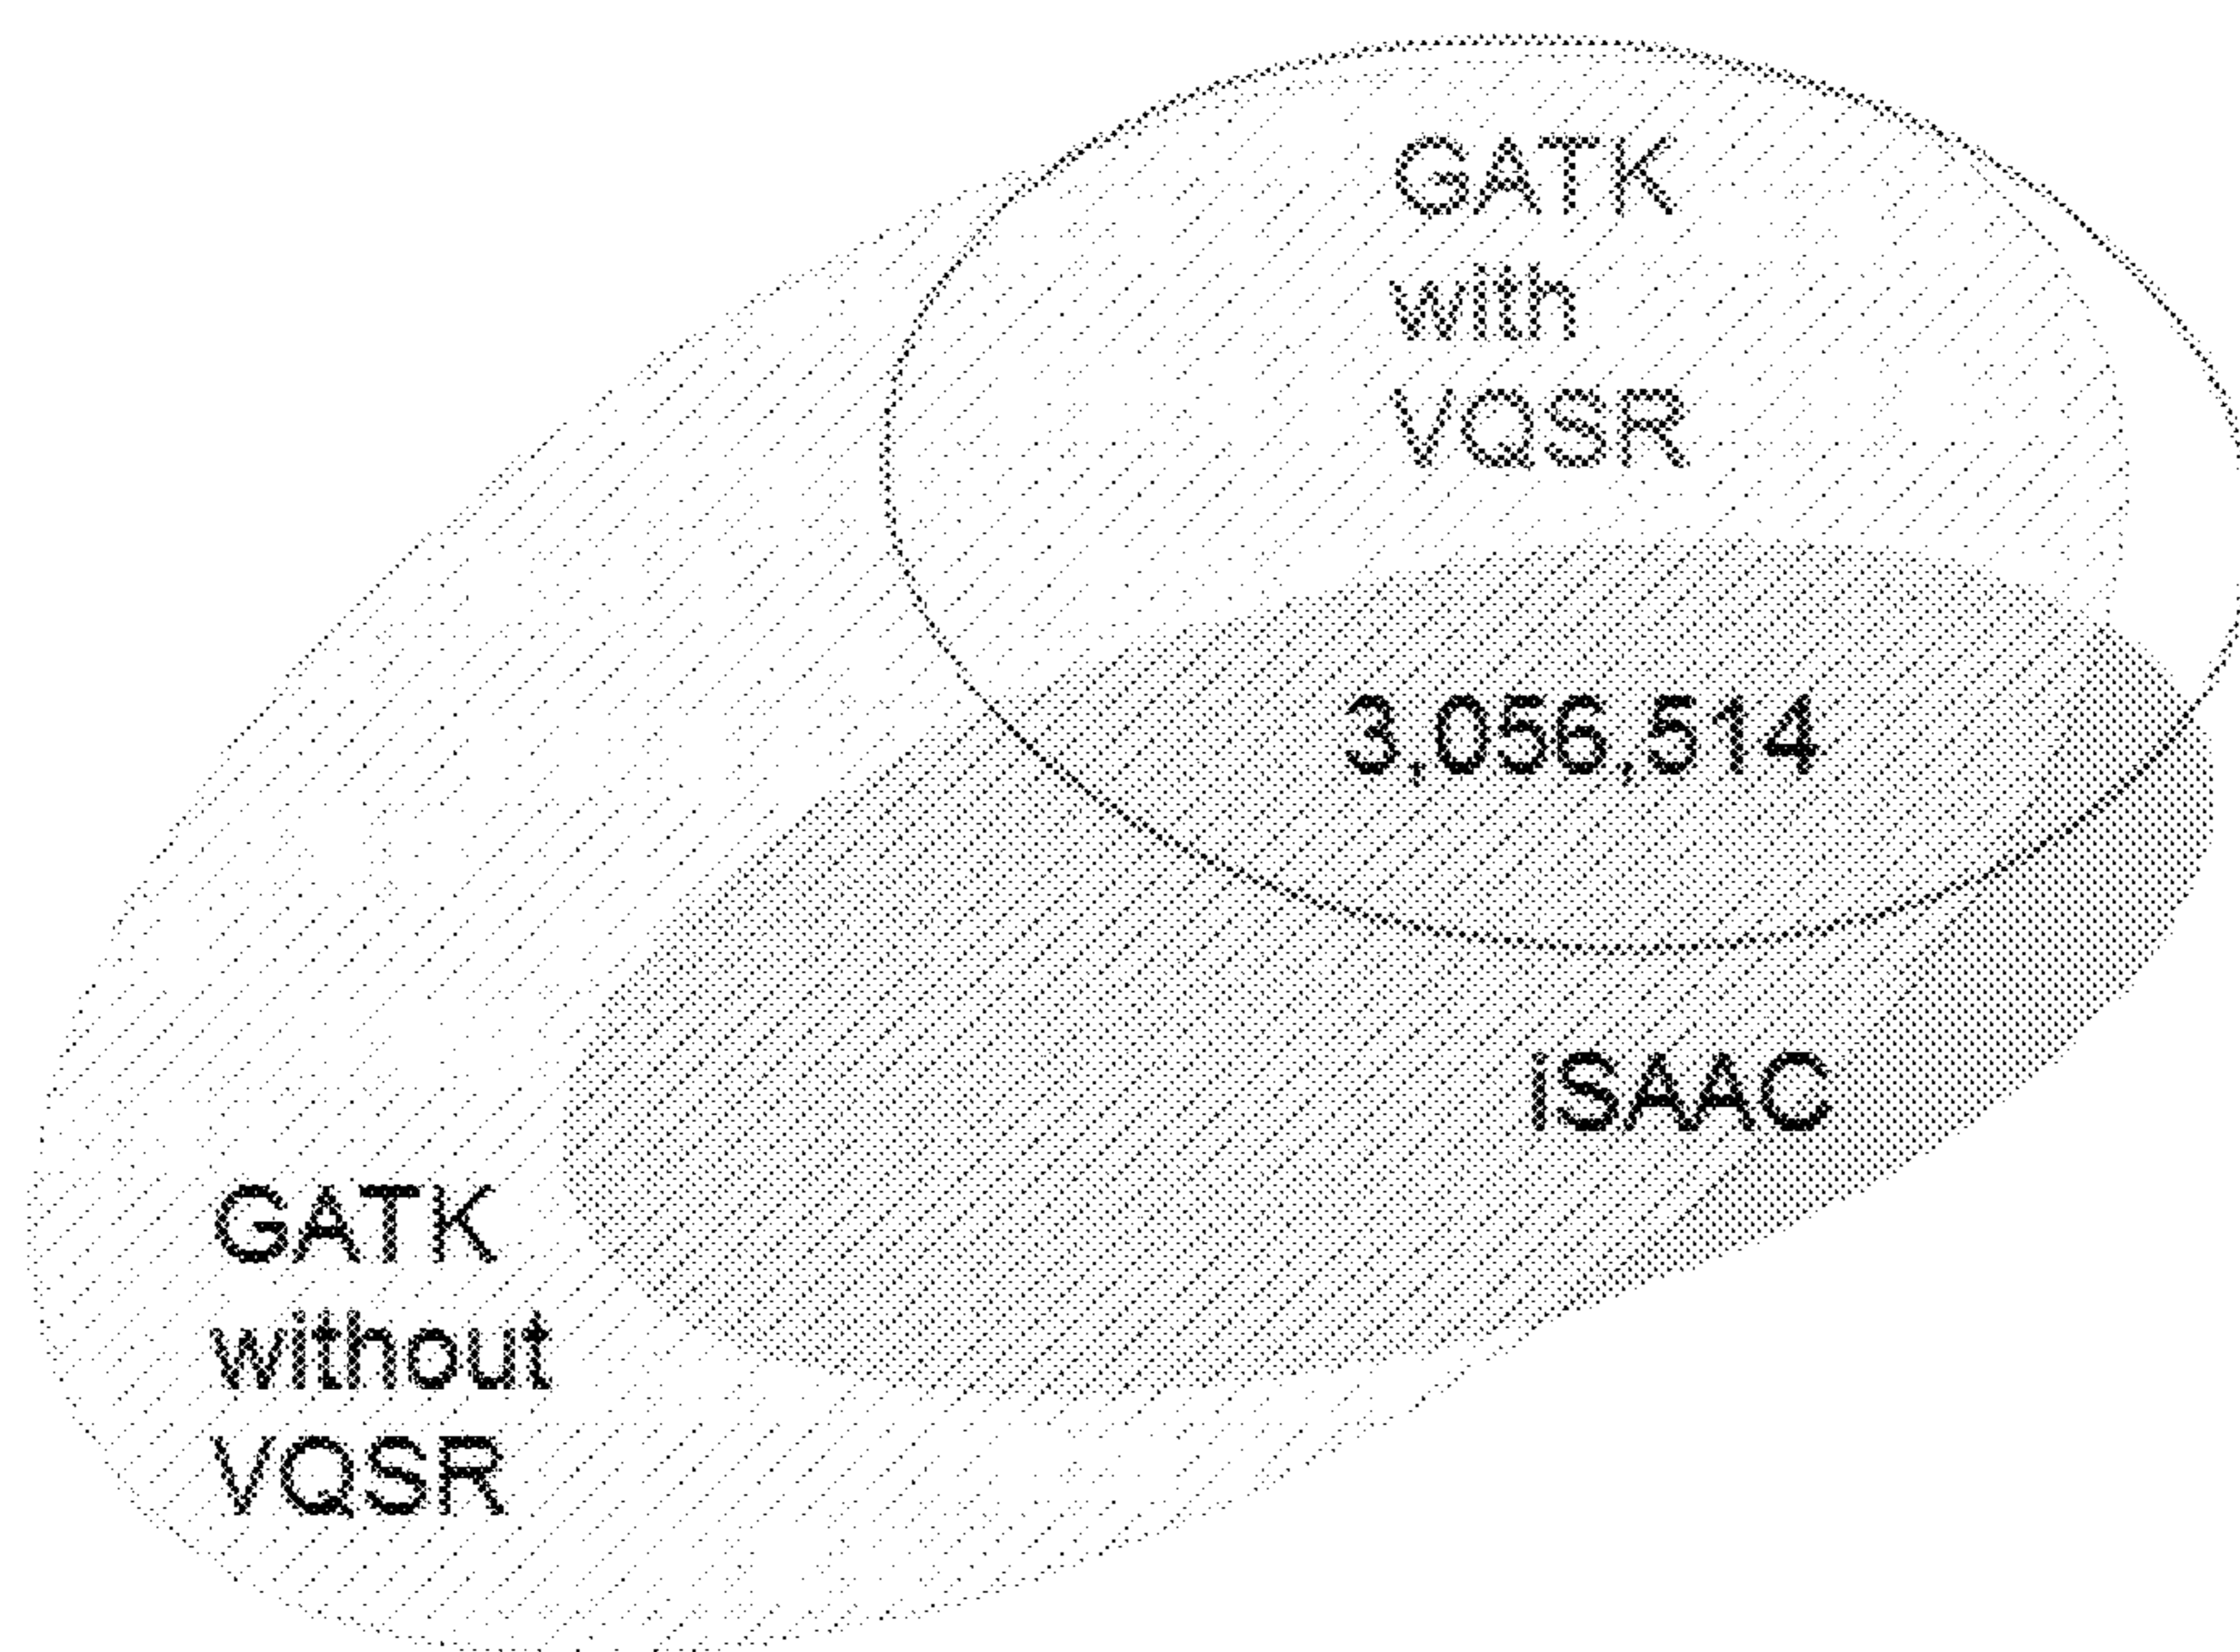 GATK
with
VQSR
3,056,514
iSAAC
GATK
without
VQSR